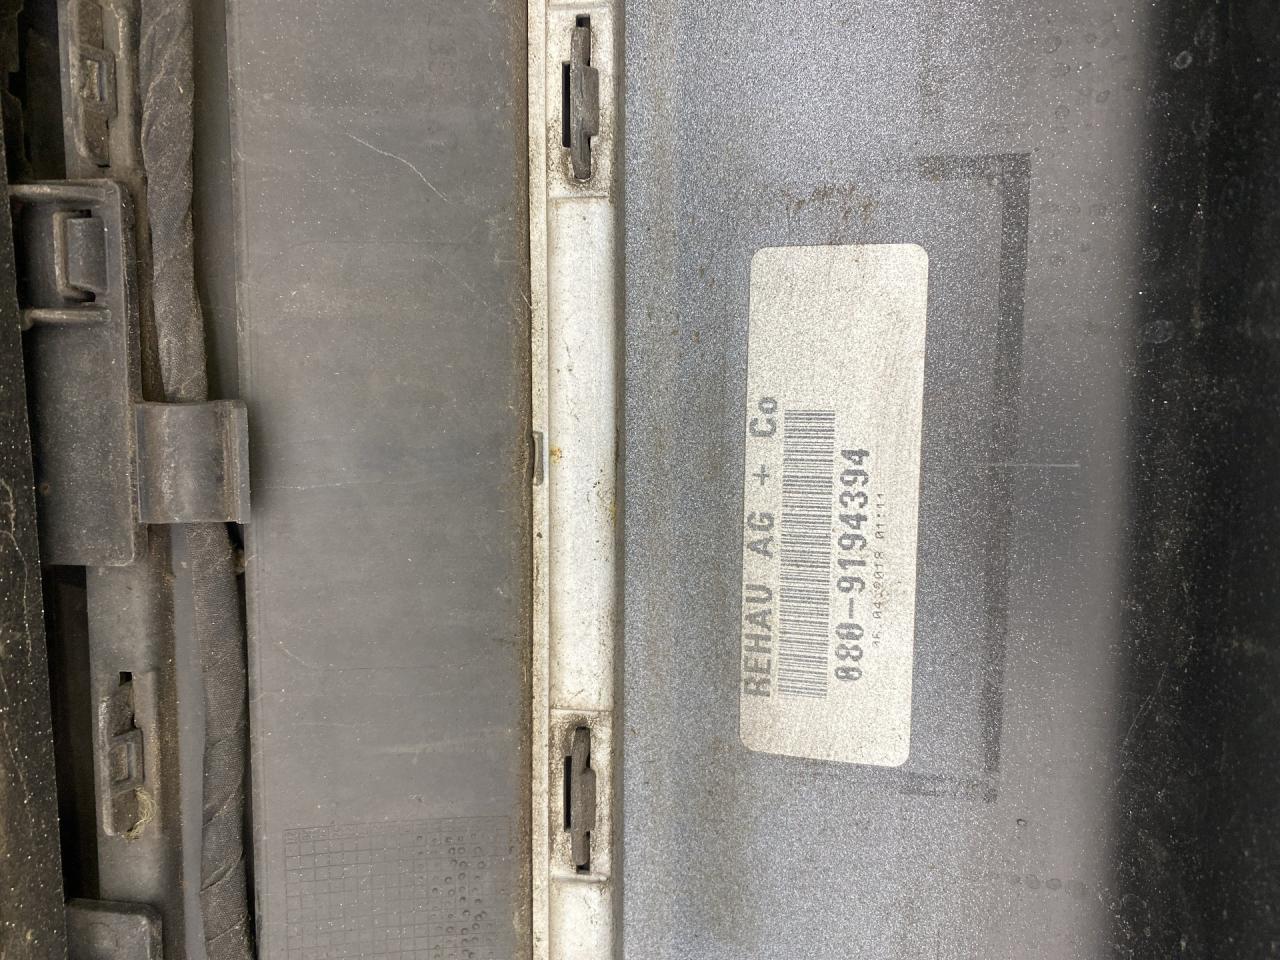 REHAU AG + Co
080-9194394